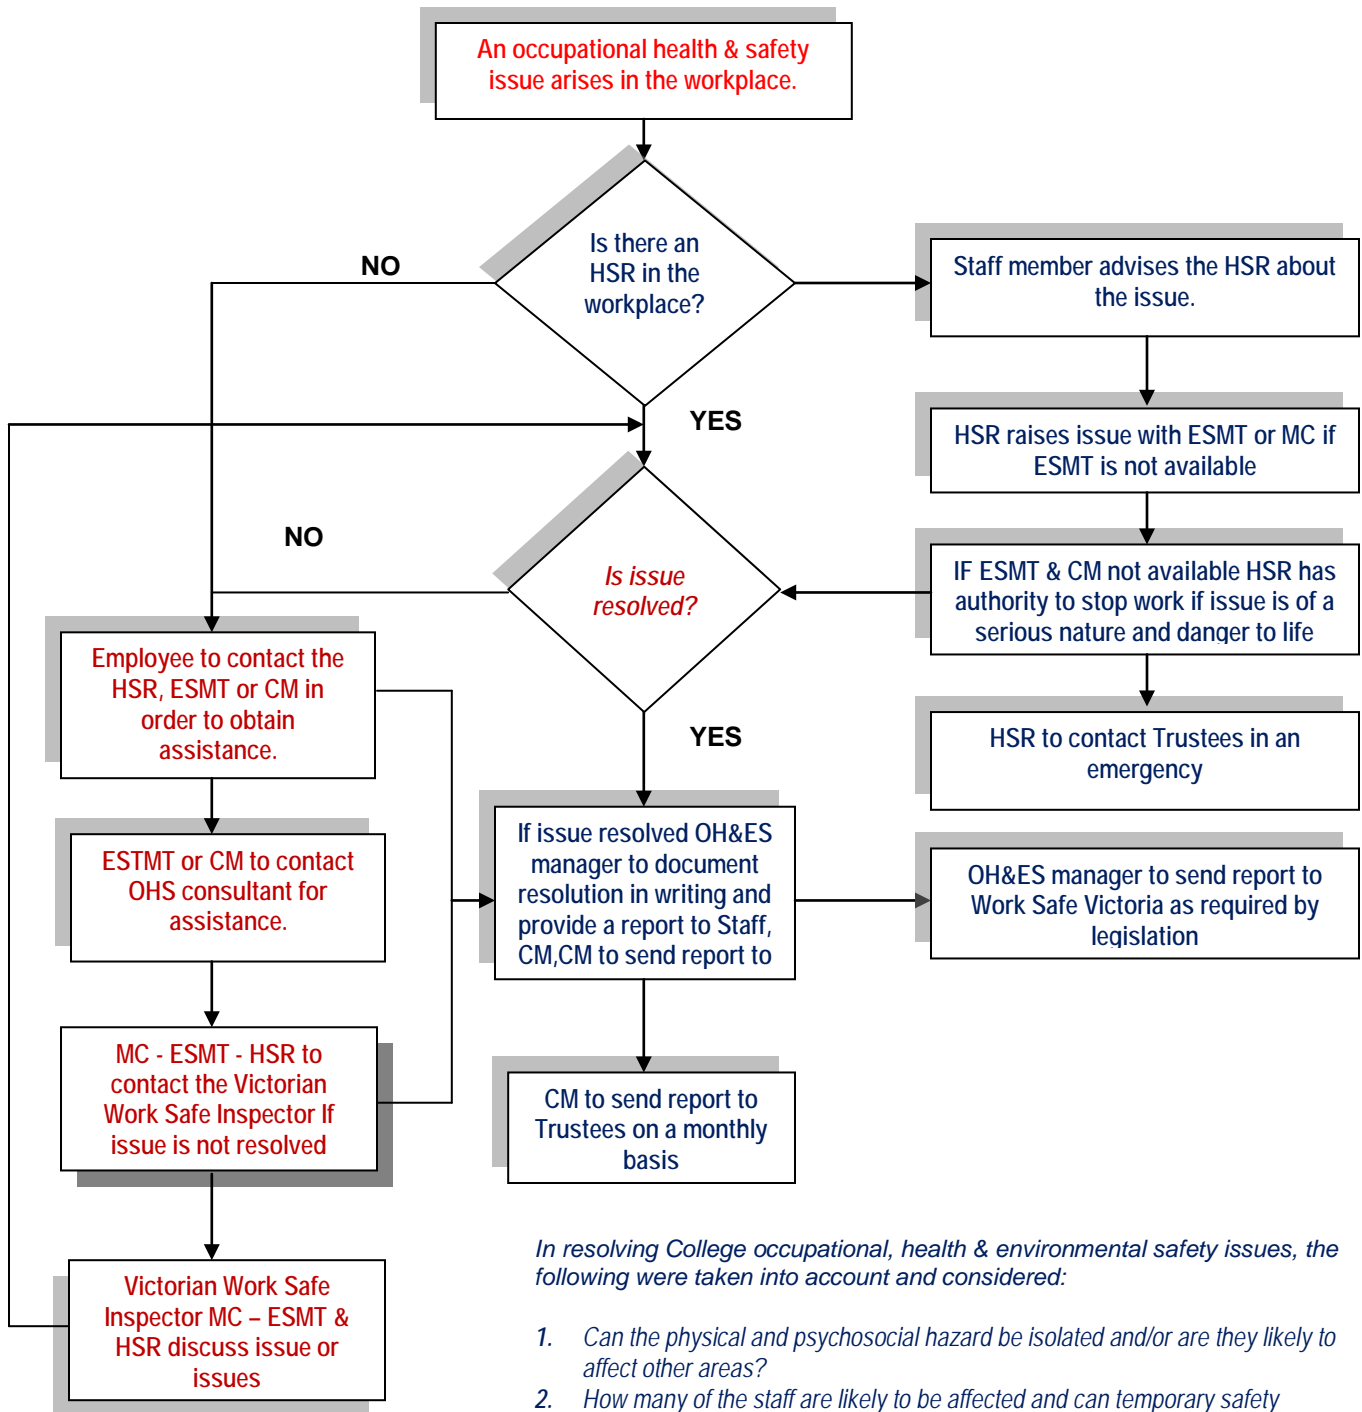 An occupational health & safety
issue arises in the workplace.
Is there an
HSR in the
workplace?
NO
Staff member advises the HSR about
the issue.
YES
HSR raises issue with ESMT or MC if
ESMT is not available
NO
Is issue
resolved?
IF ESMT & CM not available HSR has
authority to stop work if issue is of a
serious nature and danger to life
Employee to contact the
HSR, ESMT or CM in
order to obtain
assistance.
YES
HSR to contact Trustees in an
emergency
ESTMT or CM to contact
OHS consultant for
assistance.
If issue resolved OH&ES
manager to document
resolution in writing and
provide a report to Staff,
CM,CM to send report to
OH&ES manager to send report to
Work Safe Victoria as required by
legislation
MC - ESMT - HSR to
contact the Victorian
Work Safe Inspector If
issue is not resolved
CM to send report to
Trustees on a monthly
basis
Victorian Work Safe
Inspector MC – ESMT &
HSR discuss issue or
issues
In resolving College occupational, health & environmental safety issues, the
following were taken into account and considered:
1. Can the physical and psychosocial hazard be isolated and/or are they likely to
affect other areas?
2. How many of the staff are likely to be affected and can temporary safety